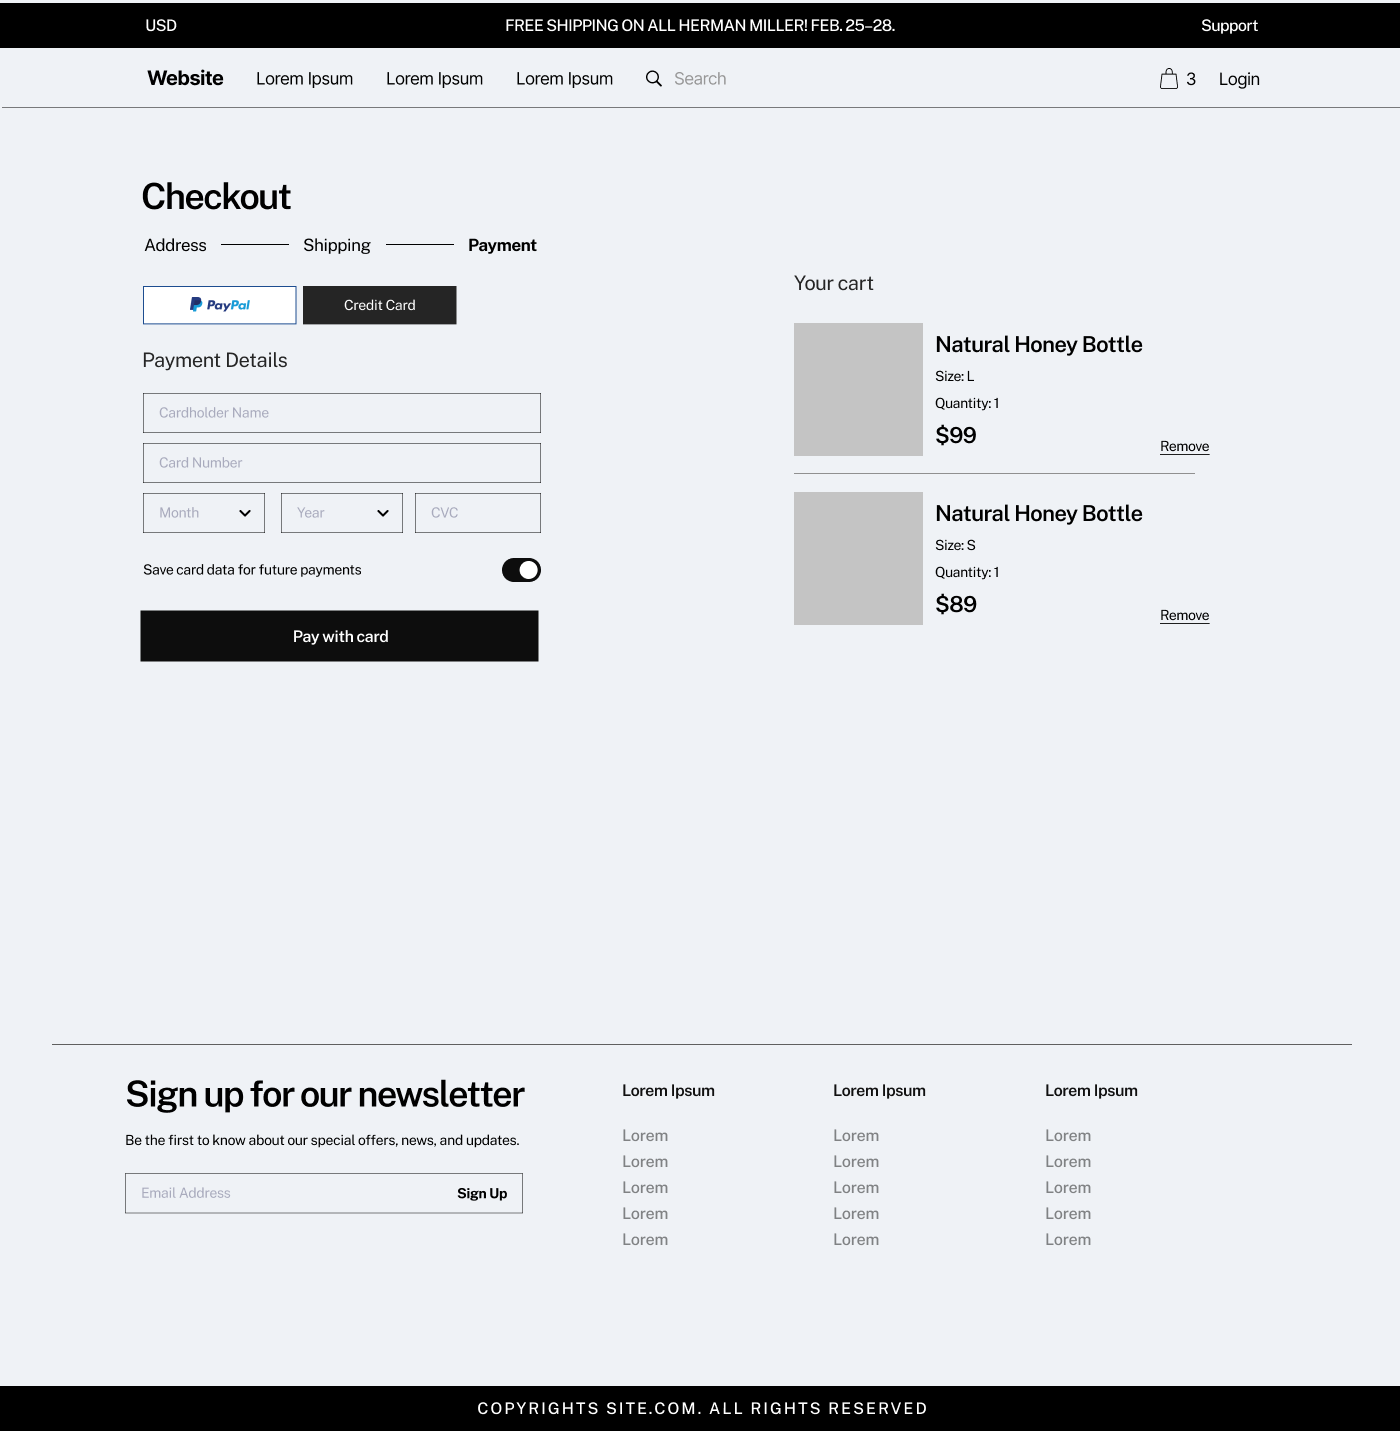 USD FREE SHIPPING ON ALL HERMAN MILLER! FEB. 25–28. Support
Website Lorem Ipsum Lorem Ipsum Lorem Ipsum Search 3 Login
Checkout
Address Shipping Payment
PayPal Credit Card
Payment Details
Cardholder Name
Card Number
Month Year CVC
Save card data for future payments
Pay with card
Your cart
Natural Honey Bottle
Size: L
Quantity: 1
$99
Remove
Natural Honey Bottle
Size: S
Quantity: 1
$89
Remove
Sign up for our newsletter
Be the first to know about our special offers, news, and updates.
Email Address Sign Up
Lorem Ipsum
Lorem
Lorem
Lorem
Lorem
Lorem
Lorem Ipsum
Lorem
Lorem
Lorem
Lorem
Lorem
Lorem Ipsum
Lorem
Lorem
Lorem
Lorem
Lorem
COPYRIGHTS SITE.COM. ALL RIGHTS RESERVED